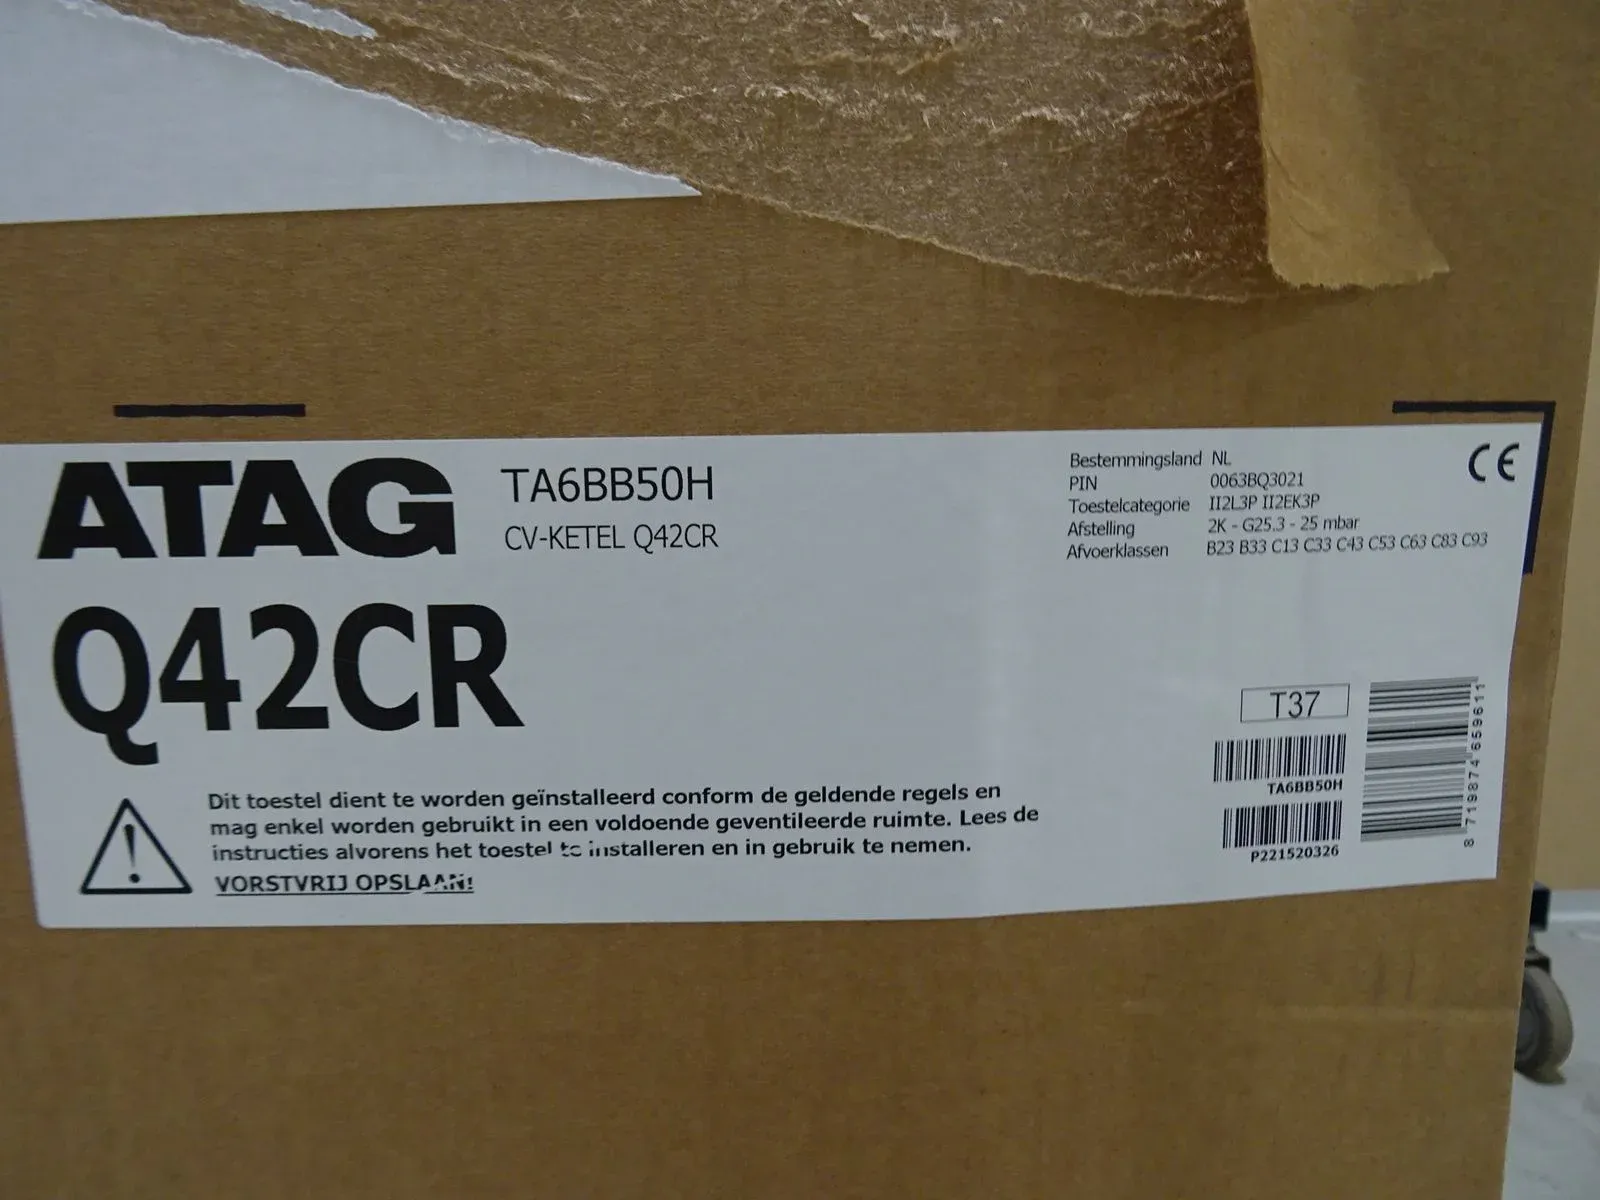 ATAG
TA6BB50H
CV-KETEL Q42CR
Q42CR
Bestemmingsland NL
PIN 0063BQ3021
Toestelcategorie II2L3P II2EK3P
Afstelling 2K - G25.3 - 25 mbar
Afvoerklassen B23 B33 C13 C33 C43 C53 C63 C83 C93
CE
T37
TA6BB50H
P221520326
8 719874 659611
Dit toestel dient te worden geïnstalleerd conform de geldende regels en
mag enkel worden gebruikt in een voldoende geventileerde ruimte. Lees de
instructies alvorens het toestel te installeren en in gebruik te nemen.
VORSTVRIJ OPSLAAN!